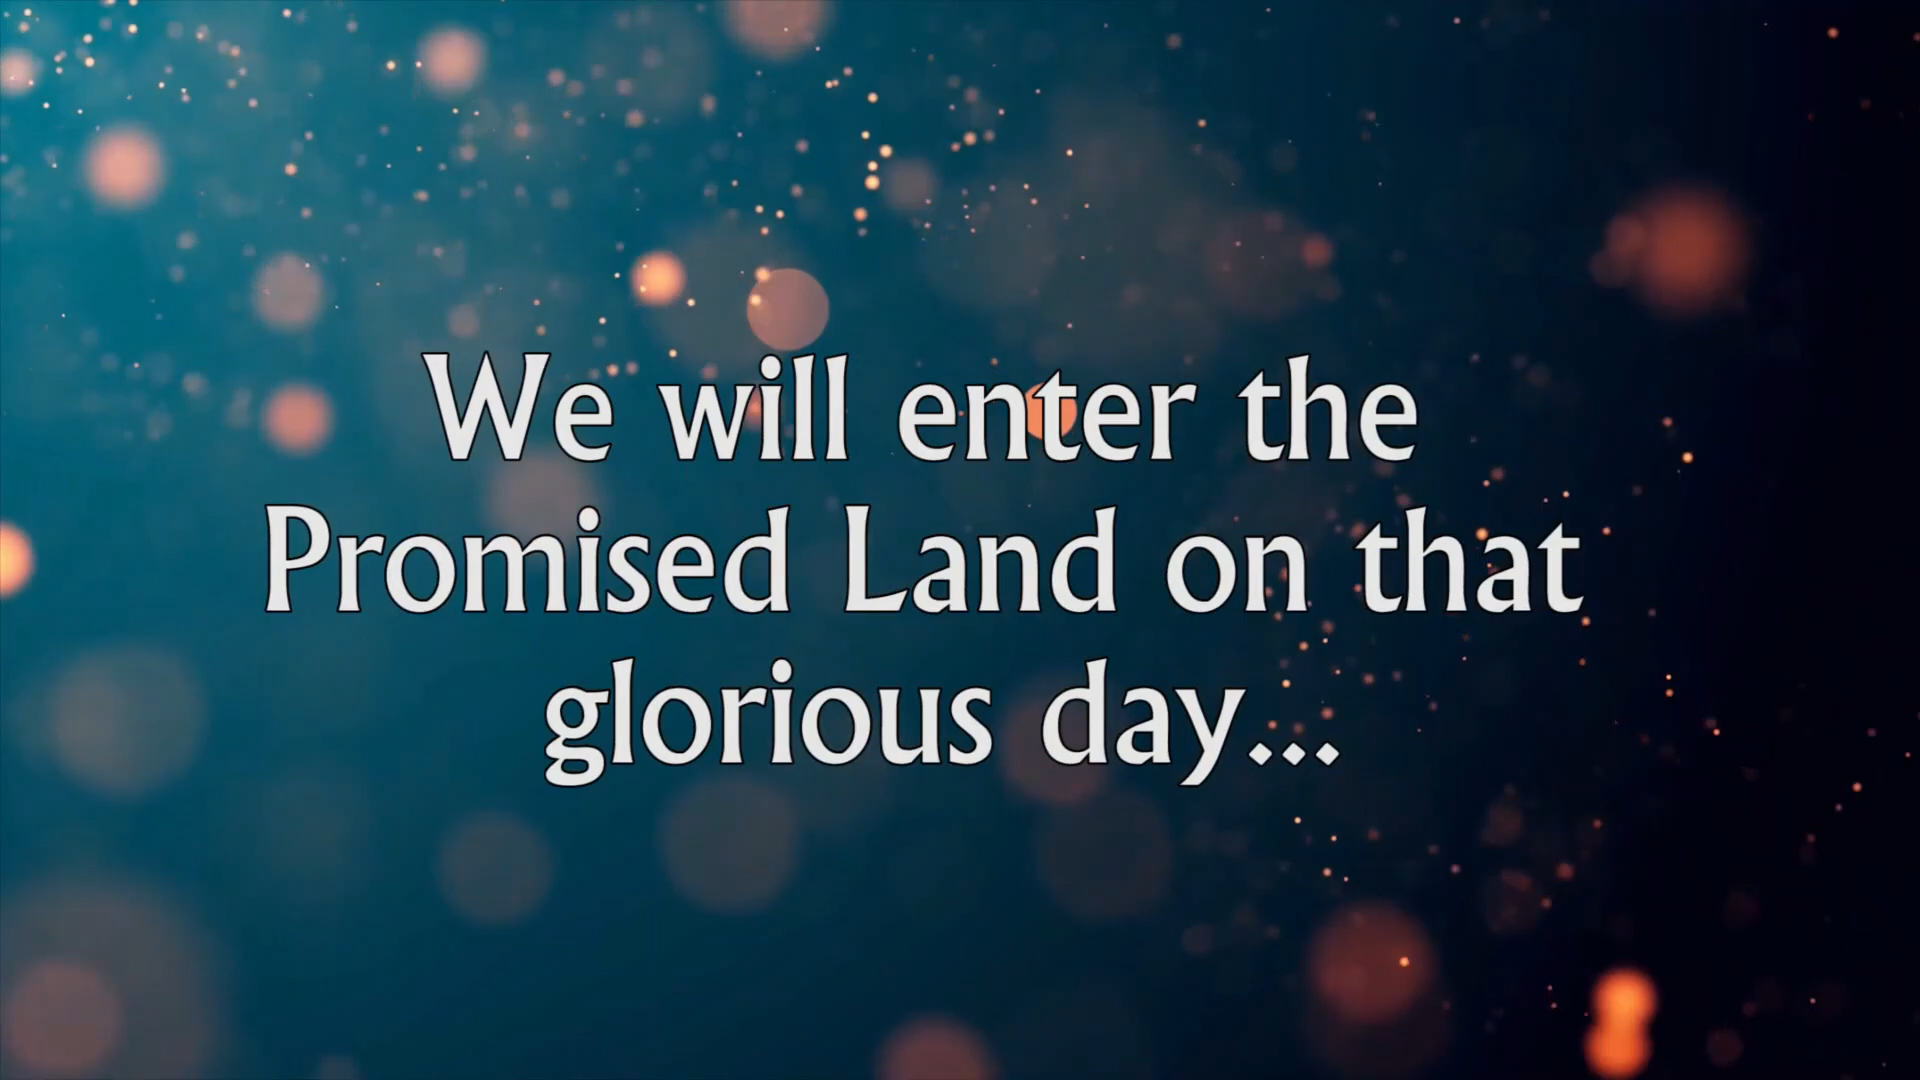 We will enter the
Promised Land on that
glorious day...